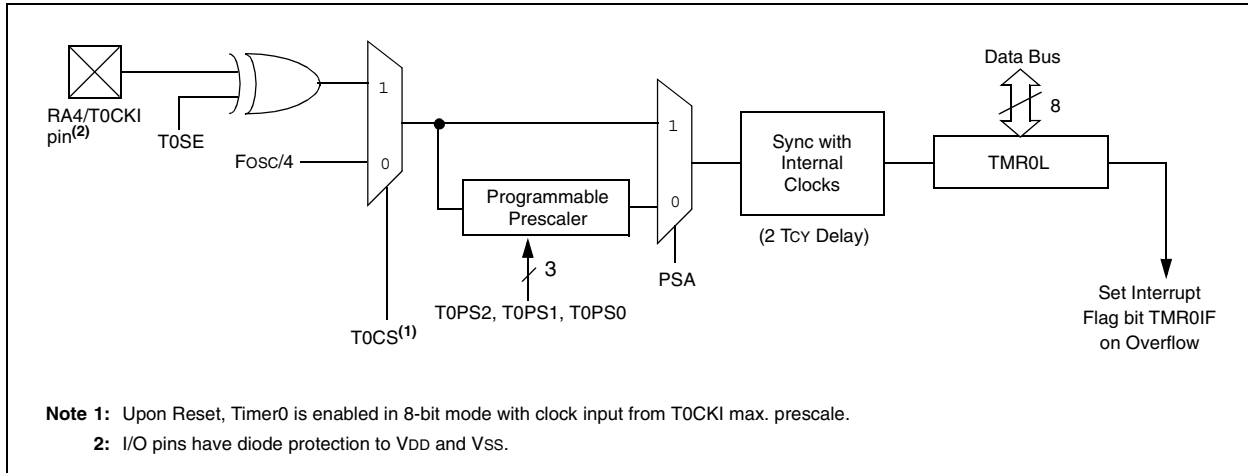 RA4/T0CKI
pin(2)
T0SE
FOSC/4
1
0
T0CS(1)
Programmable
Prescaler
3
T0PS2, T0PS1, T0PS0
1
0
PSA
Sync with
Internal
Clocks
(2 TCY Delay)
Data Bus
8
TMR0L
Set Interrupt
Flag bit TMR0IF
on Overflow
Note 1: Upon Reset, Timer0 is enabled in 8-bit mode with clock input from T0CKI max. prescale.
2: I/O pins have diode protection to VDD and VSS.